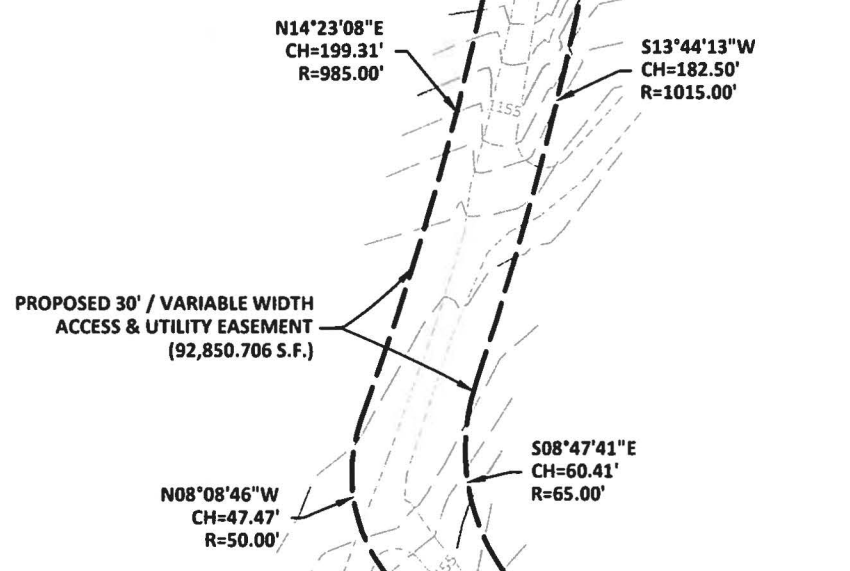 N14°23'08"E
CH=199.31'
R=985.00'
S13°44'13"W
CH=182.50'
R=1015.00'
1155
PROPOSED 30' / VARIABLE WIDTH
ACCESS & UTILITY EASEMENT
(92,850.706 S.F.)
S08°47'41"E
CH=60.41'
R=65.00'
N08°08'46"W
CH=47.47'
R=50.00'